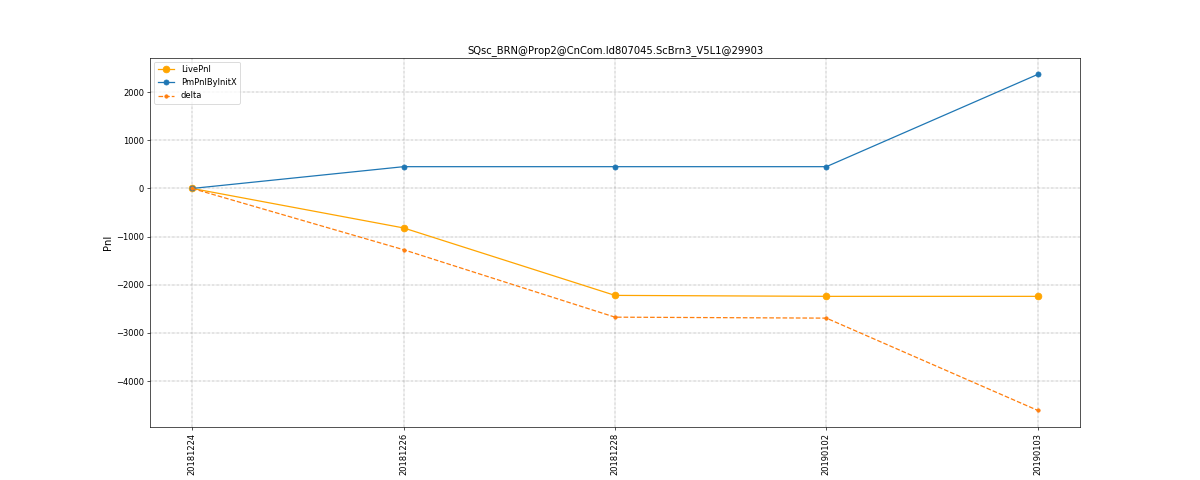 SQsc_BRN@Prop2@CnCom.Id807045.ScBrn3_V5L1@29903
LivePnl
PmPnlByInitX
delta
2000
1000
0
−1000
−2000
−3000
−4000
Pnl
20181224
20181226
20181228
20190102
20190103